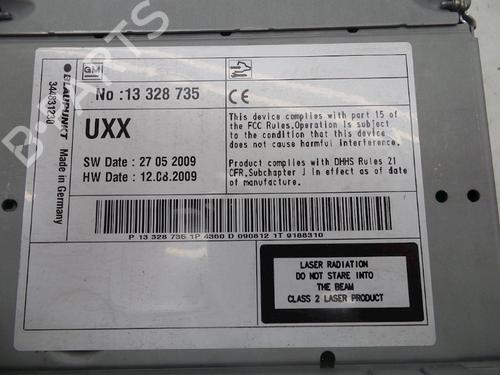 GM
No :13 328 735
UXX
SW Date : 27 05 2009
HW Date : 12.08.2009
This device complies with part 15 of
the FCC Rules.Operation is subject
to the condition that this device
does not cause harmful interference.
Product complies with DHHS Rules 21
CFR,Subchapter J in effect as of date
of manufacture.
P 13 328 736 1P 4360 D 090812 1T 9188310
LASER RADIATION
DO NOT STARE INTO
THE BEAM
CLASS 2 LASER PRODUCT
BLAUPUNKT Made in Germany